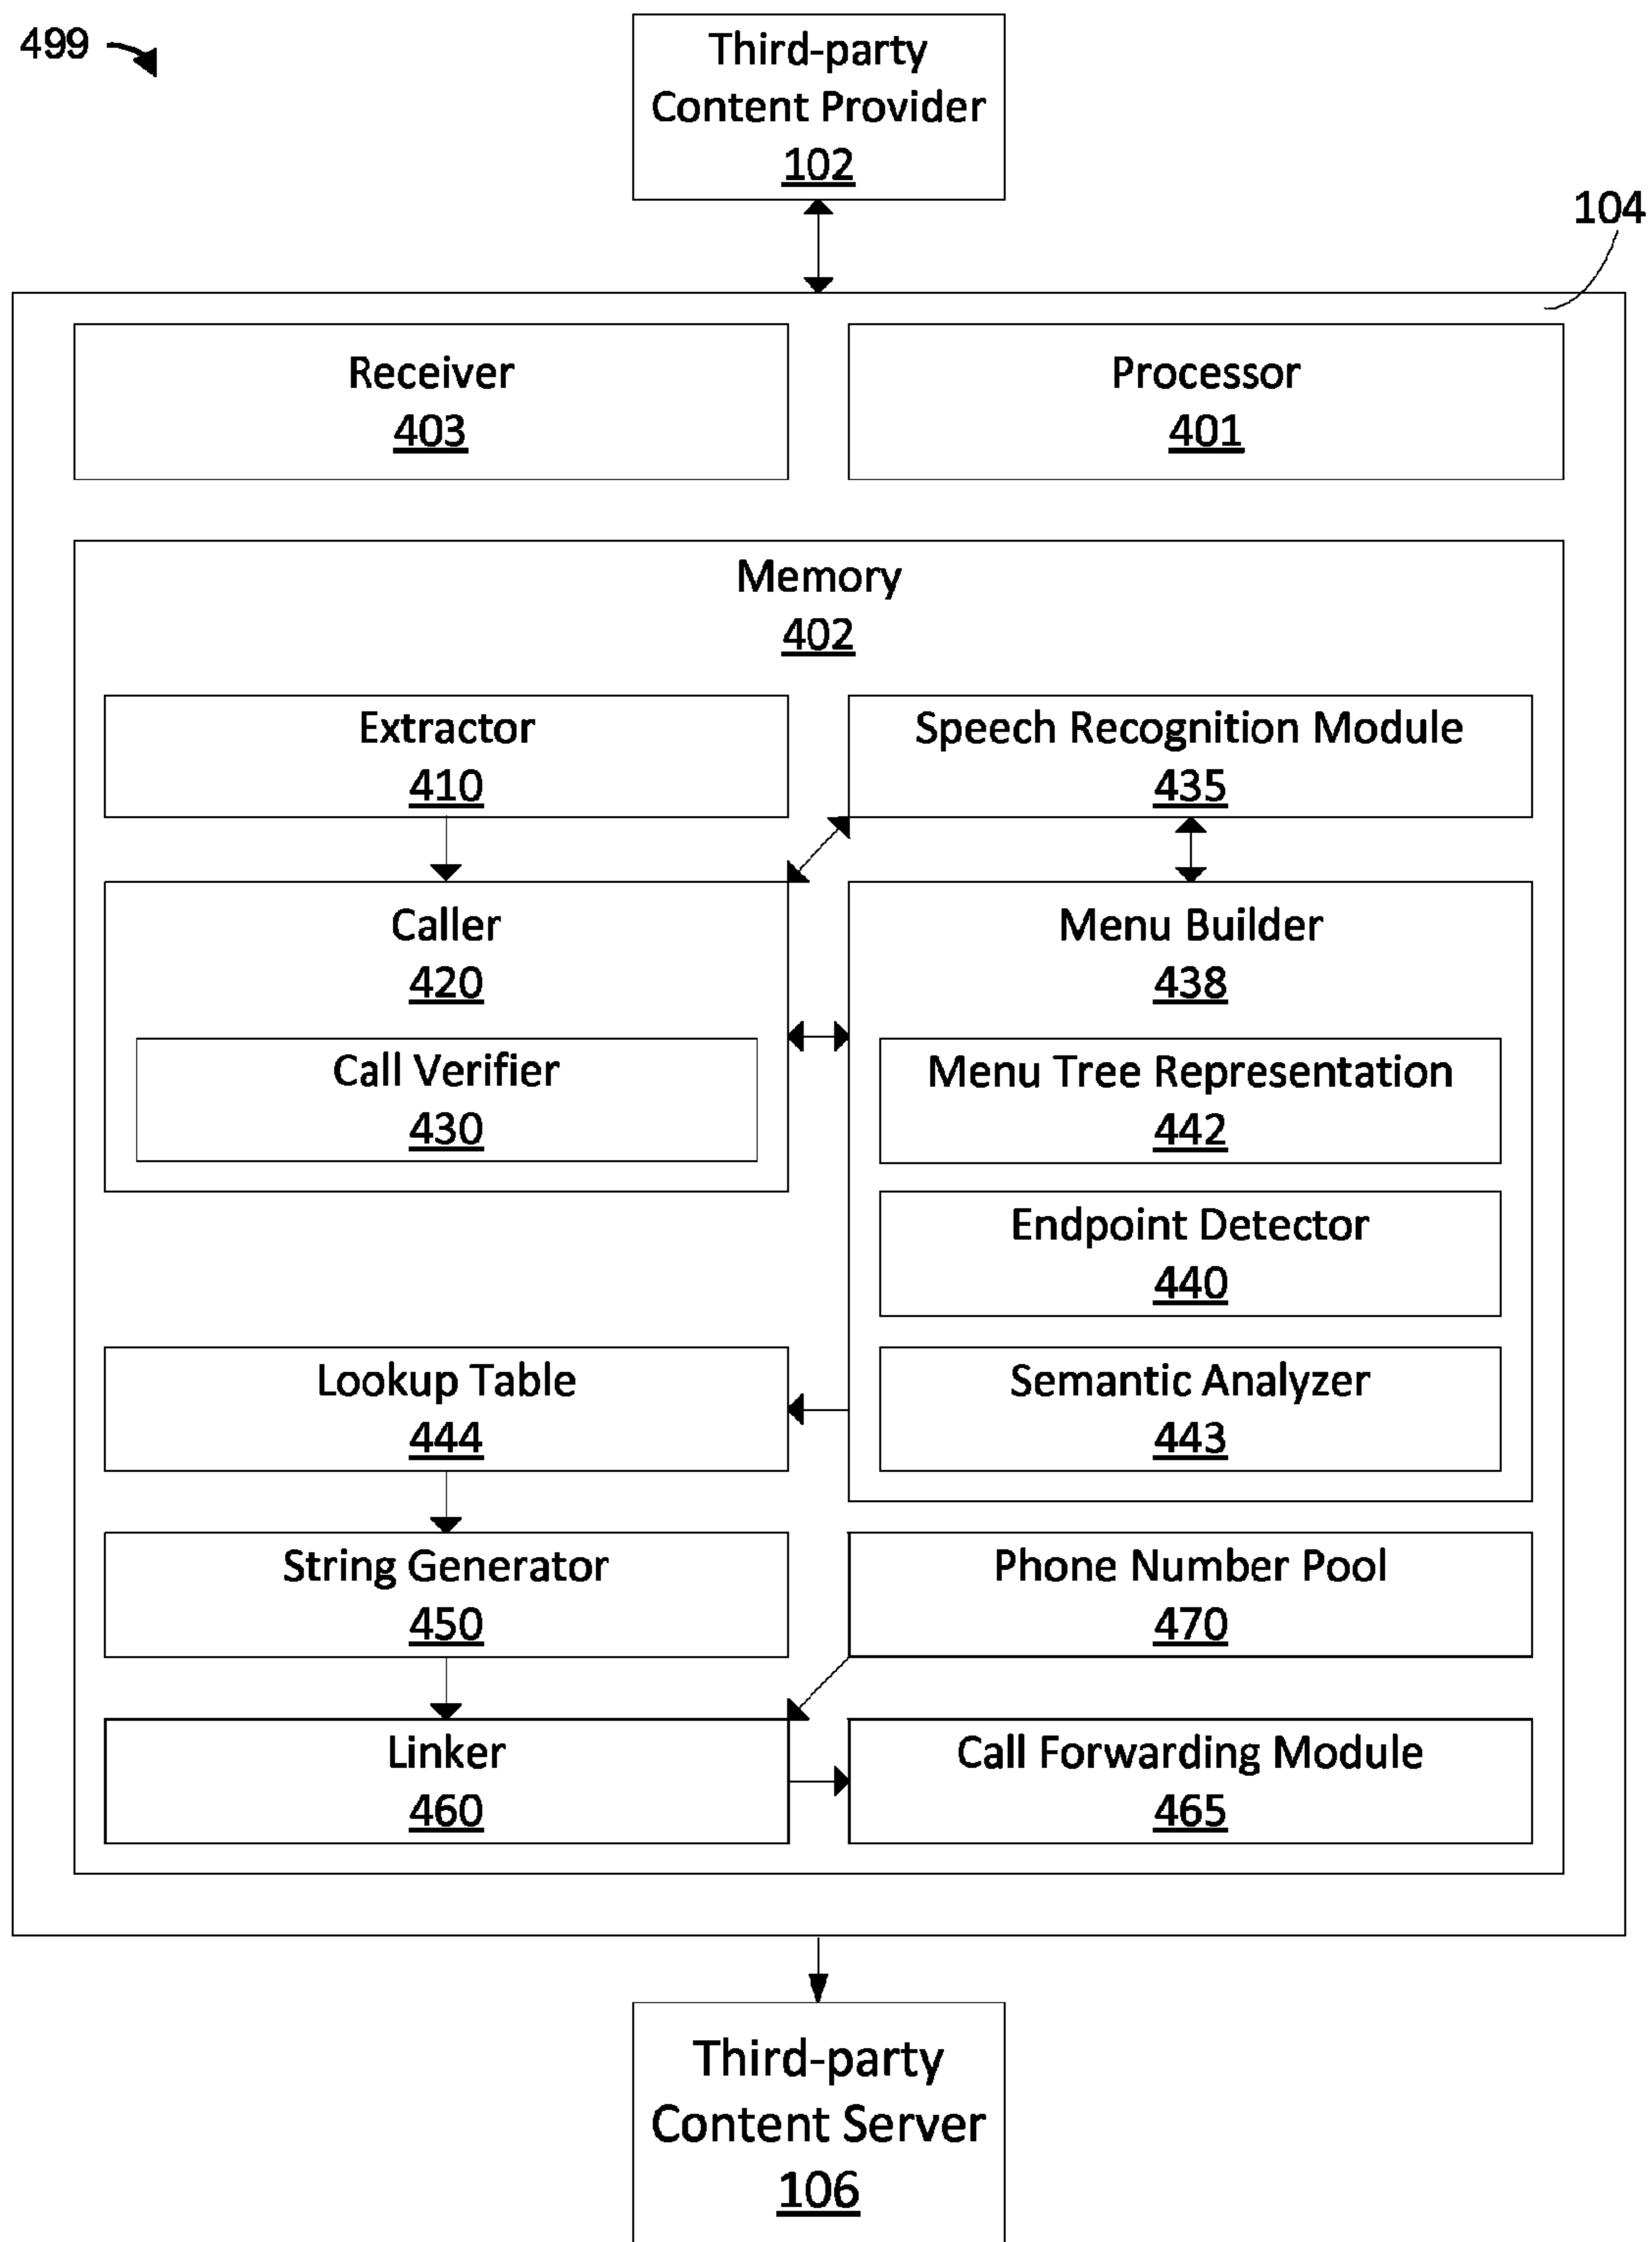 499
Third-party
Content Provider
102
104
Receiver
403
Processor
401
Memory
402
Extractor
410
Speech Recognition Module
435
Caller
420
Menu Builder
438
Call Verifier
430
Menu Tree Representation
442
Endpoint Detector
440
Lookup Table
444
Semantic Analyzer
443
String Generator
450
Phone Number Pool
470
Linker
460
Call Forwarding Module
465
Third-party
Content Server
106